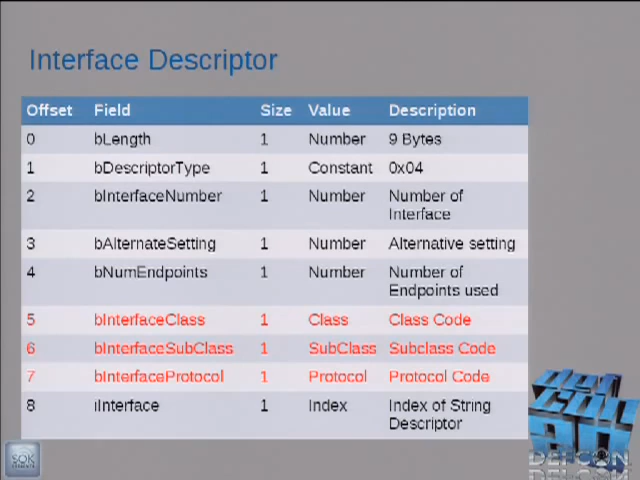 Interface Descriptor
Offset Field Size Value Description
0 bLength 1 Number 9 Bytes
1 bDescriptorType 1 Constant 0x04
2 bInterfaceNumber 1 Number Number of
Interface
3 bAlternateSetting 1 Number Alternative setting
4 bNumEndpoints 1 Number Number of
Endpoints used
5 bInterfaceClass 1 Class Class Code
6 bInterfaceSubClass 1 SubClass Subclass Code
7 bInterfaceProtocol 1 Protocol Protocol Code
8 iInterface 1 Index Index of String
Descriptor
SOK
DEFCON